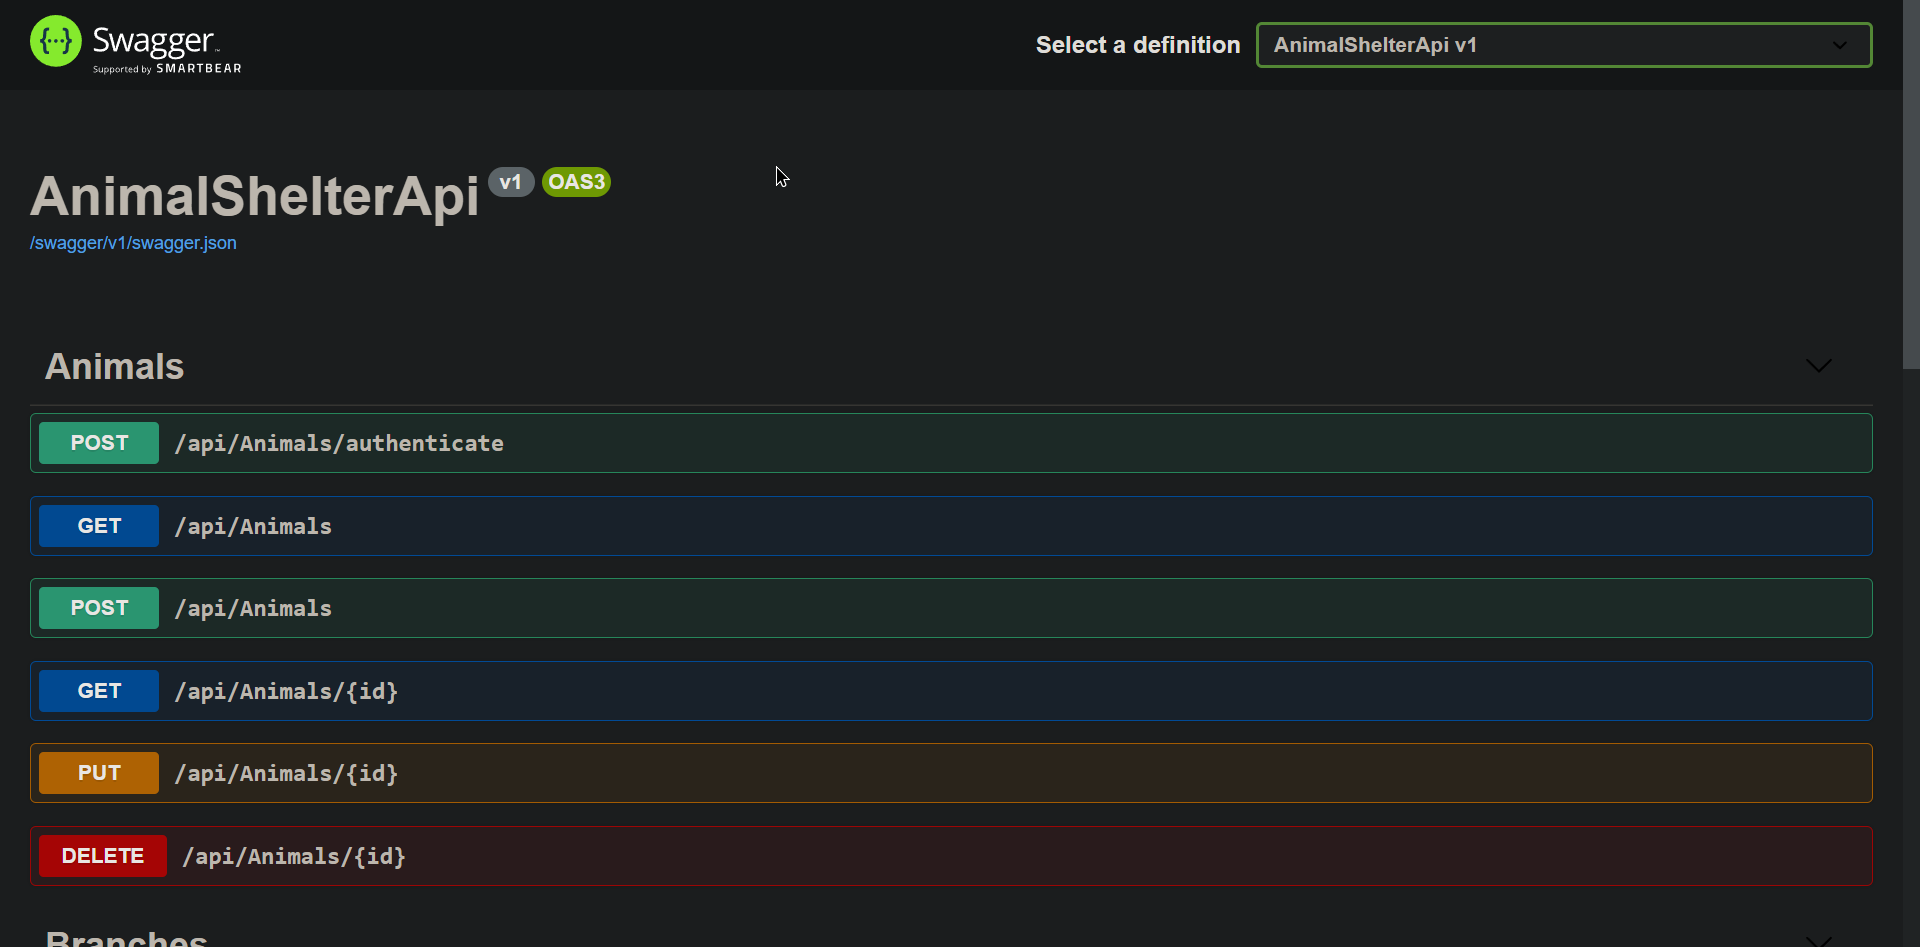 Swagger
Supported by SMARTBEAR
Select a definition
AnimalShelterApi v1
AnimalShelterApi v1 OAS3
/swagger/v1/swagger.json
Animals
POST /api/Animals/authenticate
GET /api/Animals
POST /api/Animals
GET /api/Animals/{id}
PUT /api/Animals/{id}
DELETE /api/Animals/{id}
Branches